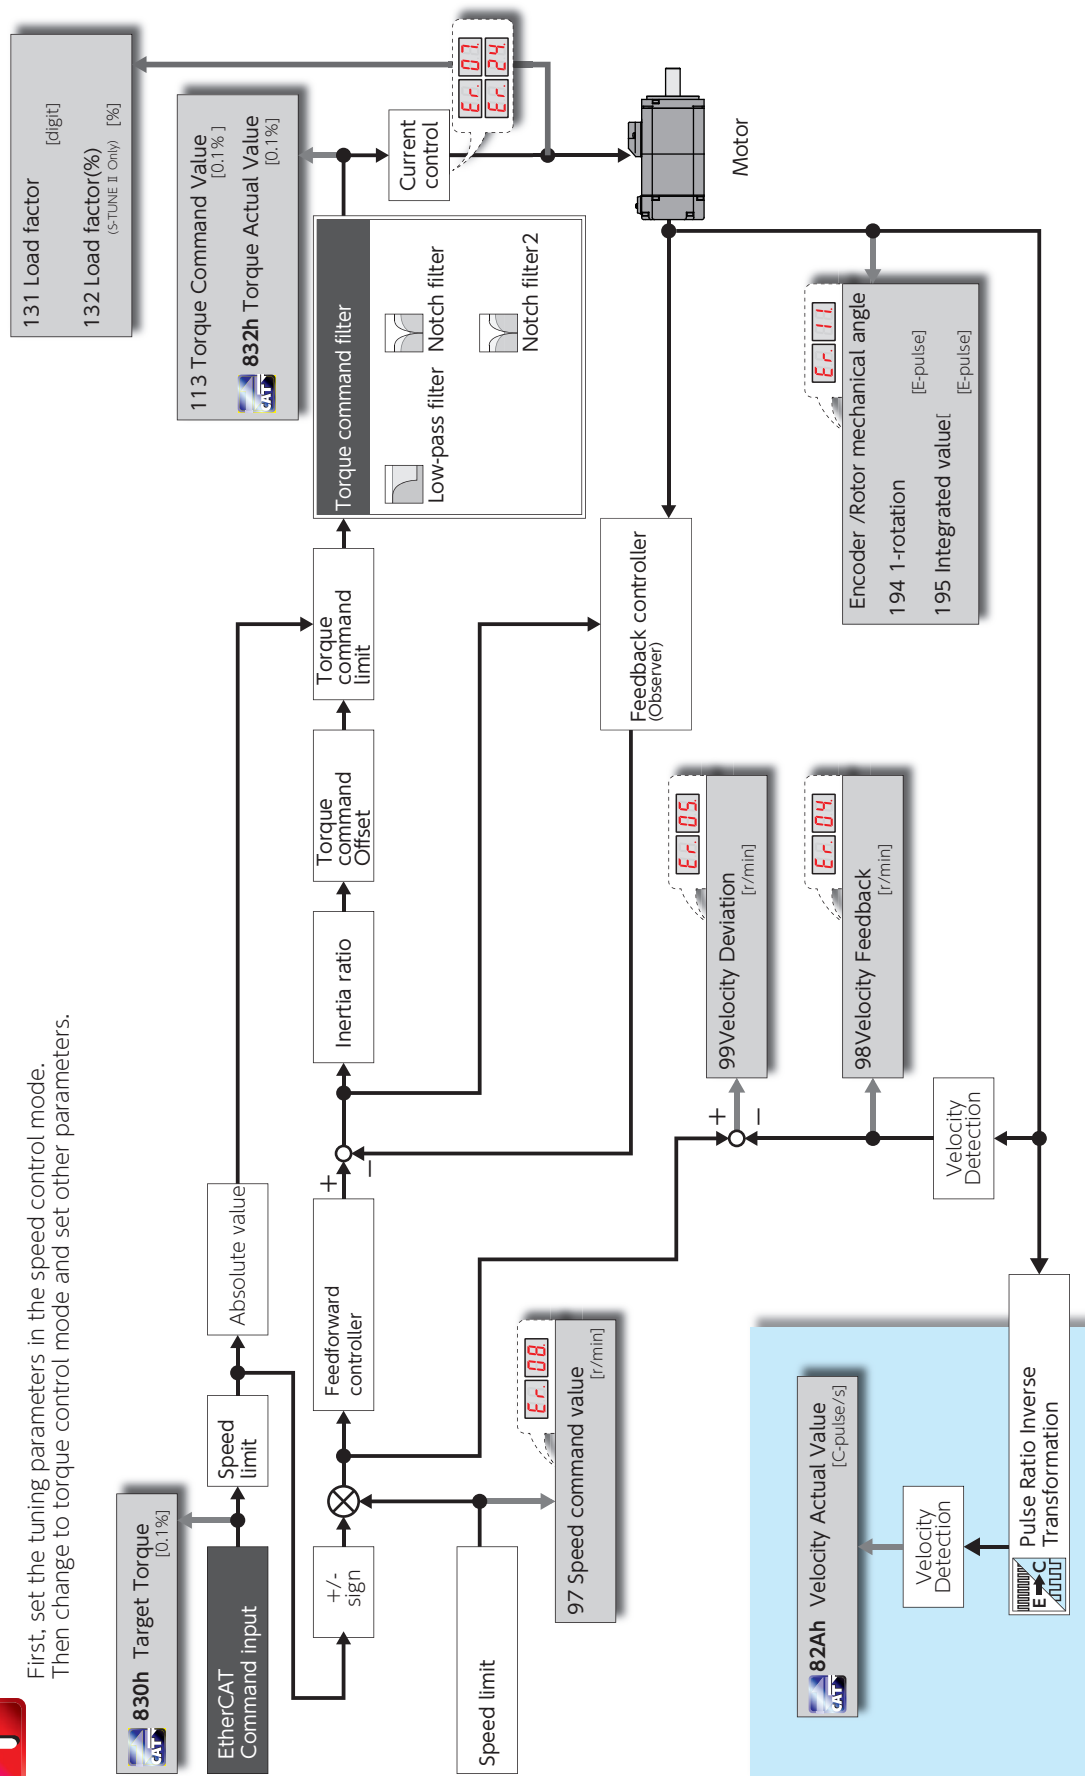 First, set the tuning parameters in the speed control mode.
Then change to torque control mode and set other parameters.
CAT
830h Target Torque
[0.1%]
EtherCAT
Command input
Speed
limit
Absolute value
+/-
sign
Feedforward
controller
+
−
Inertia ratio
Torque
command
Offset
Torque
command
limit
Torque command filter
Low-pass filter
Notch filter
Notch filter2
131 Load factor
[digit]
132 Load factor(%)
(S-TUNE II Only) [%]
113 Torque Command Value
[0.1% ]
CAT
832h Torque Actual Value
[0.1%]
Current
control
Er. 07.
Er. 24.
Motor
Speed limit
Er. 08.
97 Speed command value
[r/min]
Feedback controller
(Observer)
Er. 05.
99Velocity Deviation
[r/min]
+
−
Er. 04.
98Velocity Feedback
[r/min]
Velocity
Detection
Er. 11.
Encoder /Rotor mechanical angle
194 1-rotation
[E-pulse]
195 Integrated value[
[E-pulse]
CAT
82Ah Velocity Actual Value
[C-pulse/s]
Velocity
Detection
E C
Pulse Ratio Inverse
Transformation